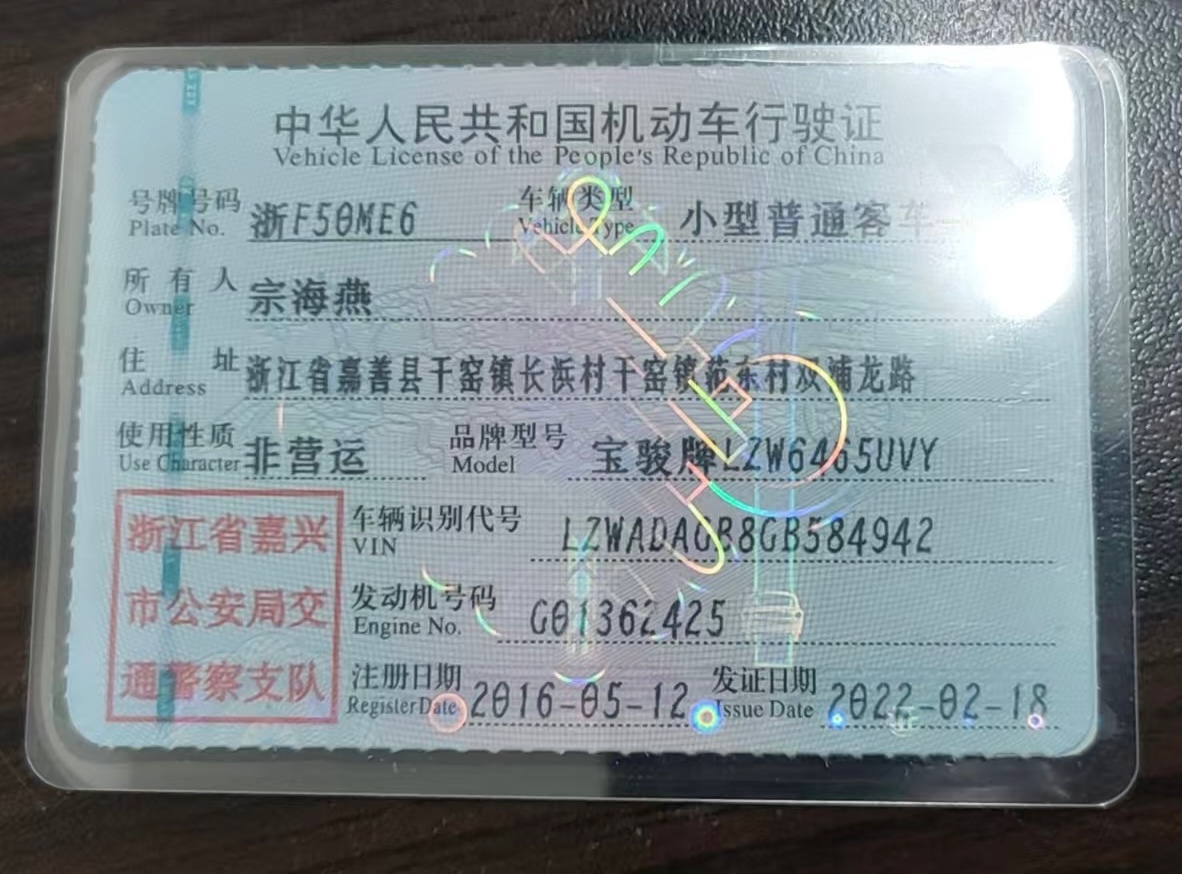 中华人民共和国机动车行驶证
Vehicle License of the People's Republic of China
号牌号码 浙F50ME6 车辆类型 小型普通客车
Plate No. Vehicle Type
所有人 宗海燕
Owner
住址 浙江省嘉善县干窑镇长浜村干窑镇范东村双浦龙路
Address
使用性质 非营运 品牌型号 宝骏牌LZW6465UVY
Use Character Model
浙江省嘉兴 车辆识别代号 LZWADAGB8GB584942
VIN
市公安局交 发动机号码 G01362425
Engine No.
通警察支队 注册日期 2016-05-12 发证日期 2022-02-18
Register Date Issue Date